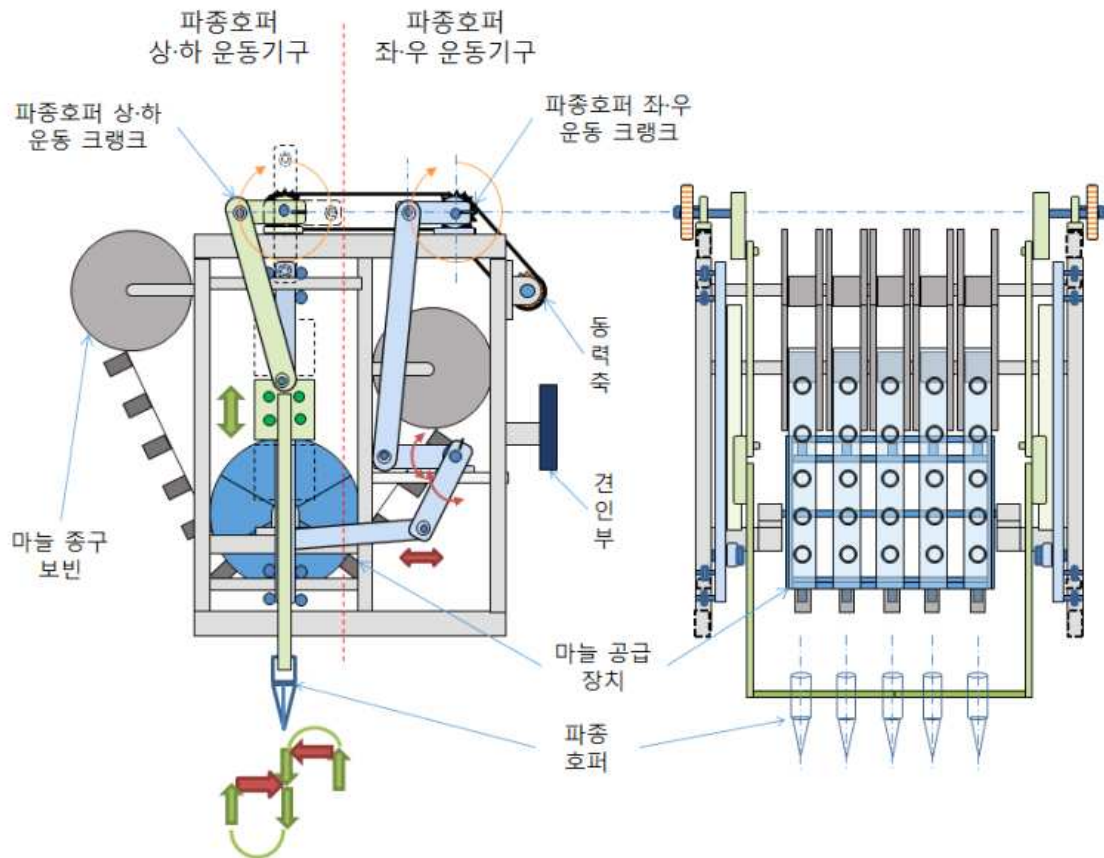 파종호퍼
상·하 운동기구
파종호퍼
좌·우 운동기구
파종호퍼 상·하
운동 크랭크
파종호퍼 좌·우
운동 크랭크
동
력
축
견
인
부
마늘 종구
보빈
마늘 공급
장치
파종
호퍼